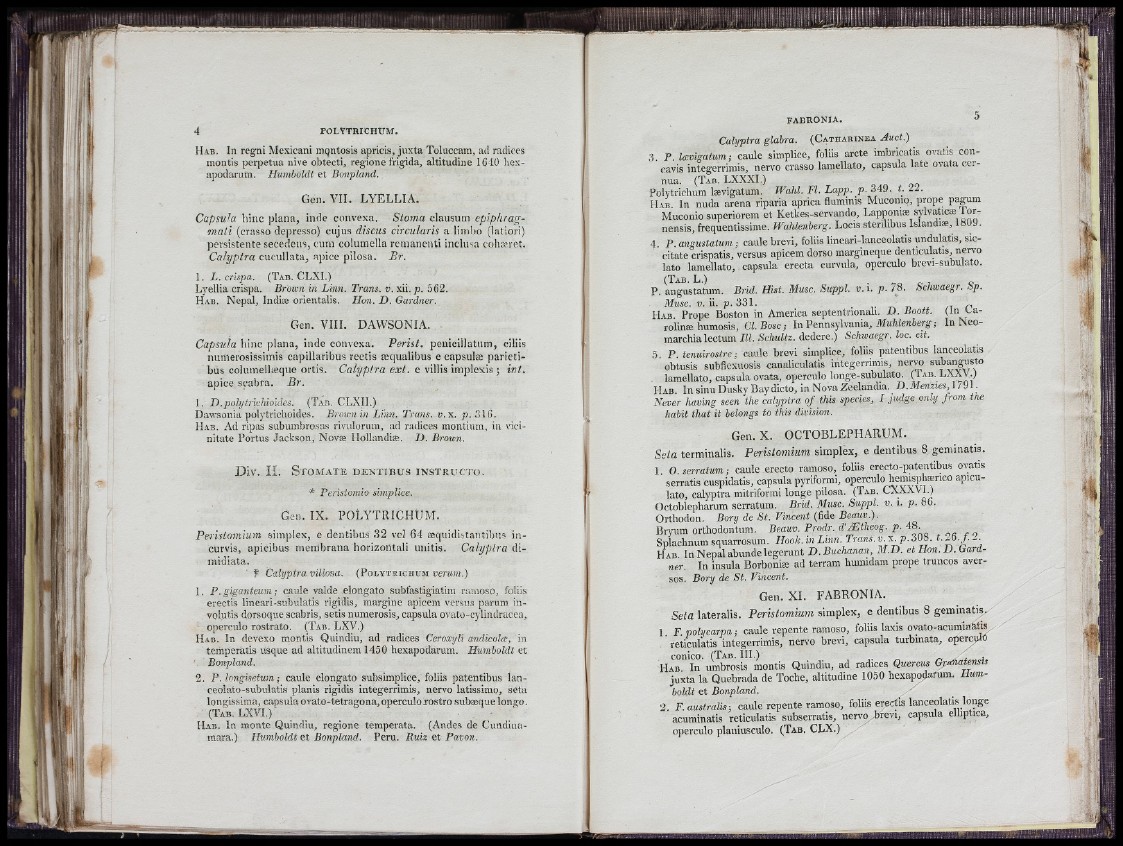 4 POLYTRICHUM.
Hab. In regni Mexicani montosis apricis, juxta Toluccam, ad radices
montis perpetua nive obtecti, regione frigida, altitudine 1640 hex-
apodarum. Humboldt et Bonpland.
Gen. VII. LYELLIA.
Capsula hinc plana, inde convexa. Stoma clausum epiphrag-
mati (crasso depresso) cujus discus circularis a limbo (latiori)
persistente secedens, cum columella remanenti inclusa cohæret.
Calyptra cucullata, apice pilosa. Br.
1. L. crispa. (Tab. CLXI.)
Lyellia crispa. Brown in Linn. Trans. v. xii. p. 562.
Hab. Nepal, Indiæ orientalis. Hon. D. Gardner.
Gen. VIII. DAWSONIA.
Capsula hinc plana, inde convexa. Perist. penicillatum, ciliis
numerosissimis capillaribus rectis æqualibus e capsulæ parieti-
bus columellæque ortis. Calyptra ext. e villis implexis; int.
apice scabra. Br.
1. D. polytrichioides. (Tab. CLXII.)
Dawsonia polytrichoides. Brown in Linn. Trans. v. x. p. 316.
Hab. Ad ripas subumbrosas rivulorum, ad radices montium, in vici-
nitate Portus Jackson, Novæ Hollandiæ. D. Brown.
Div. II. Stomate dentibus instructo.
* Peristomio simplice.
Gen. IX. POLYTRICHUM.
Peristomium simplex, e dentibus 32 vel 64 æquidistantibus in-
curvis, apicibus membrana horizontali unitis. Calyptra di-
midiata.
† Calyptra villosa. (Polytrichum verum.)
1. P. giganteum; caule valde elongato subfastigiatim ramoso, foliis
erectis lineari-subulatis rigidis, margine apicem versus parum in-
volutis dorsoque scabris, setis numerosis, capsula ovato-cylindracea,
operculo rostrato. (Tab. LXV.)
Hab. In devexo montis Quindiu, ad radices Ceroxyli andicolæ, in
temperatis usque ad altitudinem 1450 hexapodarum. Humboldt et
Bonpland.
2. P. longisetum; caule elongato subsimplice, foliis patentibus lan-
ceolato-subulatis planis rigidis integerrimis, nervo latissimo, seta
longissima, capsula ovato-tetragona, operculo rostro subæque longo.
(Tab. LXVI.)
Hab. In monte Quindiu, regione temperata. (Andes de Cundinn-
mara.) Humboldt et Bonpland. Peru. Ruiz et Pavon.
FABRONIA. 5
Calyptra glabra. (Catharinea Auct.)
3. P. lævigatum; caule simplice, foliis arcte imbricatis ovatis con-
cavis integerrimis, nervo crasso lamellato, capsula late ovata cer-
nua. (Tab. LXXXI.)
Polytrichum lævigatum. Wahl. Fl. Lapp. p. 349. t. 22.
Hab. In nuda arena riparia aprica fluminis Muconio, prope pagum
Muconio superiorem et Ketkes-servando, Lapponiæ sylvaticæ Tor-
nensis, frequentissime. Wahlenberg. Locis sterilibus Islandiæ, 1809.
4. P. angustatum; caule brevi, foliis lineari-lanceolatis undulatis, sic-
citate crispatis, versus apicem dorso margineque denticulatis, nervo
lato lamellato, capsula erecta curvula, operculo brevi-subulato.
(Tab. L.)
P. angustatum. Brid. Hist. Musc. Suppl. v. i. p. 78. Schwaegr. Sp.
Musc. v. ii. p. 331.
Hab. Prope Boston in America septentrionali. D. Boott. (In Ca-
rolinæ humosis, Cl. Bosc; In Pennsylvania, Muhlenberg; In Neo-
marchia lectum Ill. Schultz. dedere.) Schwaegr. loc. cit.
5. P. tenuirostre; caule brevi simplice, foliis patentibus lanceolatis
obtusis subflexuosis canaliculatis integerrimis, nervo subangusto
lamellato, capsula ovata, operculo longe-subulato. (Tab. LXXV.)
Hab. In sinu Dusky Bay dicto, in Nova Zeelandia. D. Menzies, 1791.
Never having seen the calyptra of this species, I judge only from the
habit that it belongs to this division.
Gen. X. OCTOBLEPHARUM.
Seta terminalis. Peristomium simplex, e dentibus 8 geminatis.
1. O. serratum; caule erecto ramoso, foliis erecto-patentibus ovatis
serratis cuspidatis, capsula pyriformi, operculo hemisphærico apicu-
lato, calyptra mitriformi longe pilosa. (Tab. CXXXVI.)
Octoblepharum serratum. Brid. Musc. Suppl. v. i. p. 86.
Orthodon. Bory de St. Vincent (fide Beauv.).
Bryum orthodontum. Beauv. Prodr. d'Ætheog. p. 48.
Splachnum squarrosum. Hook. in Linn. Trans. v. x. p. 308. t. 26. f. 2.
Hab. In Nepal abunde legerunt D. Buchanan, M.D. et Hon. D. Gard-
ner. In insula Borboniæ ad terram humidam prope truncos aver-
sos. Bory de St. Vincent.
Gen. XI. FABRONIA.
Seta lateralis. Peristomium simplex, e dentibus 8 geminatis.
1. F. polycarpa; caule repente ramoso, foliis laxis ovato-acuminatis
reticulatis integerrimis, nervo brevi, capsula turbinata, operculo
conico. (Tab. III.)
Hab. In umbrosis montis Quindiu, ad radices Quercus Granatensis
juxta la Quebrada de Toche, altitudine 1050 hexapodarum. Hum-
boldt et Bonpland.
2. F. australis; caule repente ramoso, foliis erectis lanceolatis longe
acuminatis reticulatis subserratis, nervo brevi, capsula elliptica,
operculo planiusculo. (Tab. CLX.)